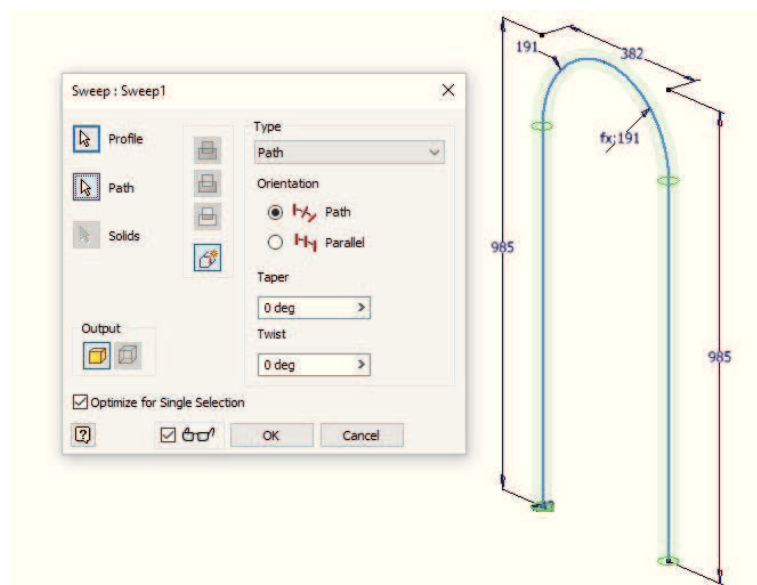 Sweep : Sweep1
Profile
Path
Solids
Output
Type
Path
Orientation
Path
Parallel
Taper
0 deg
Twist
0 deg
Optimize for Single Selection
OK
Cancel
191
382
fx:191
985
985